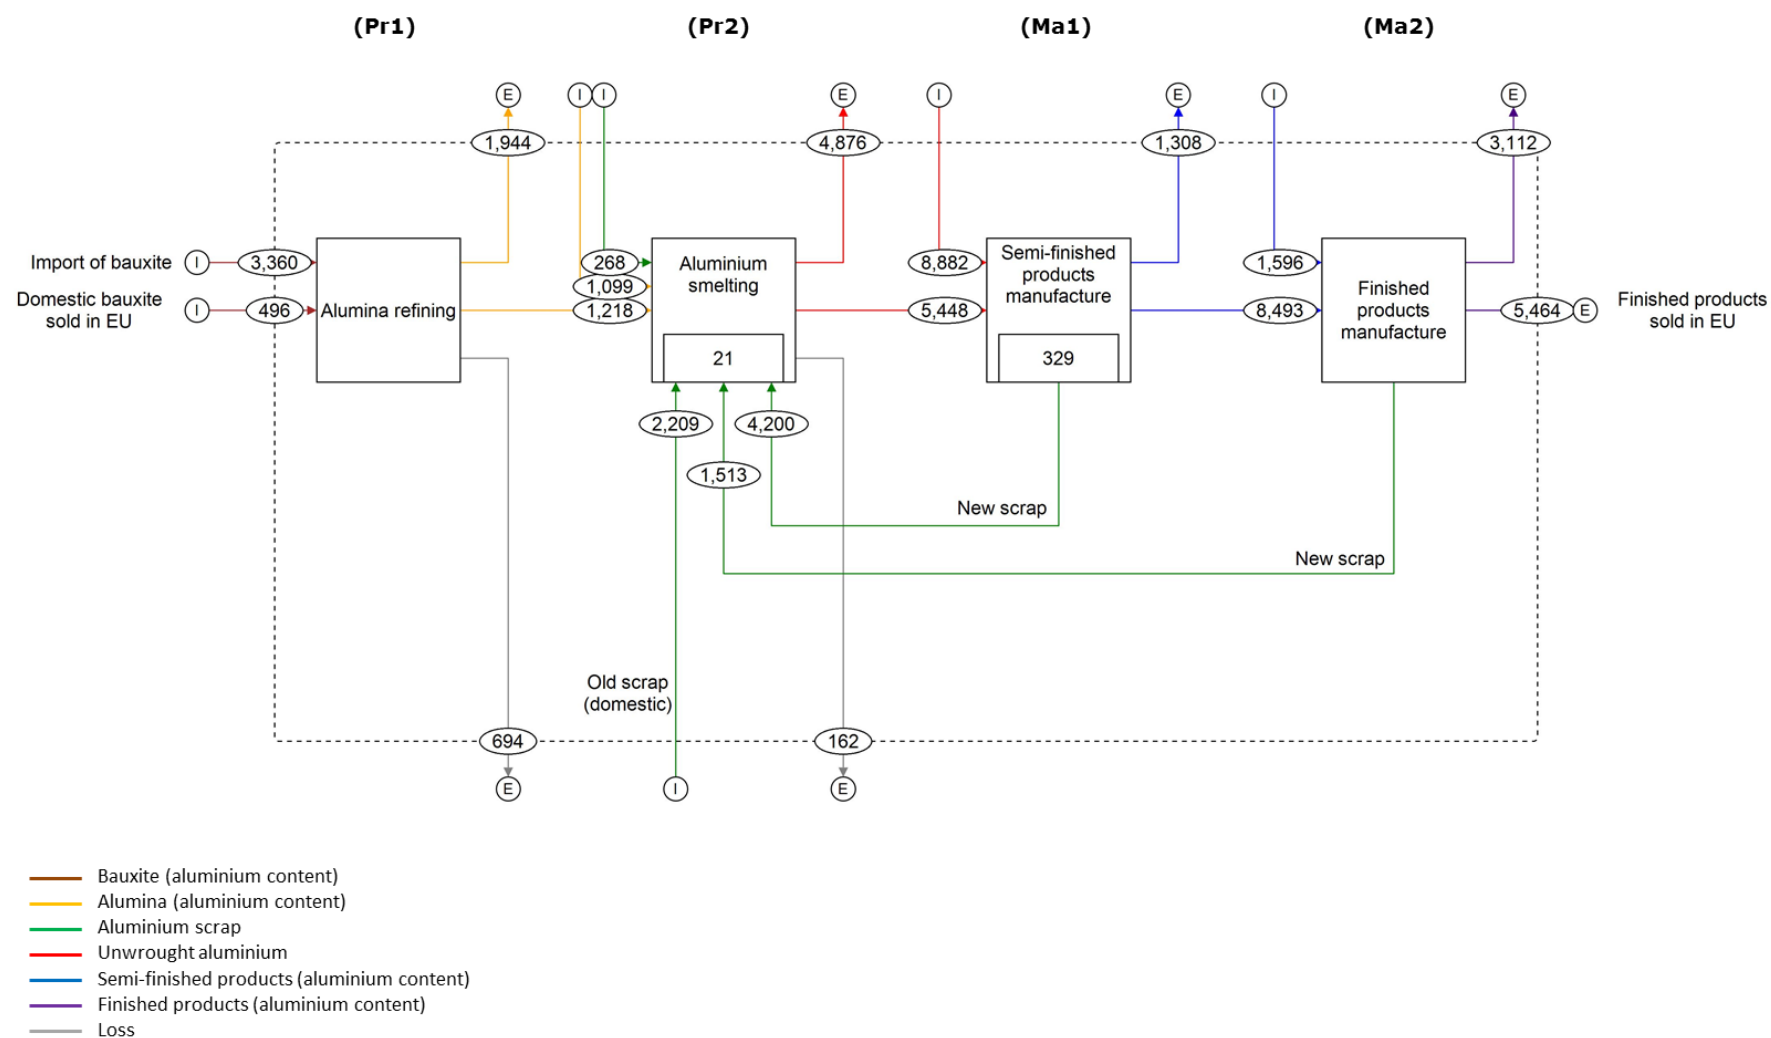 (Pr1)
(Pr2)
(Ma1)
(Ma2)
E
I
I
E
I
E
I
E
1,944
4,876
1,308
3,112
Import of bauxite
I
3,360
Domestic bauxite
sold in EU
I
496
Alumina refining
268
1,099
1,218
Aluminium
smelting
21
8,882
5,448
Semi-finished
products
manufacture
329
1,596
8,493
Finished
products
manufacture
5,464
E
Finished products
sold in EU
2,209
4,200
1,513
New scrap
New scrap
Old scrap
(domestic)
694
162
E
I
E
Bauxite (aluminium content)
Alumina (aluminium content)
Aluminium scrap
Unwrought aluminium
Semi-finished products (aluminium content)
Finished products (aluminium content)
Loss